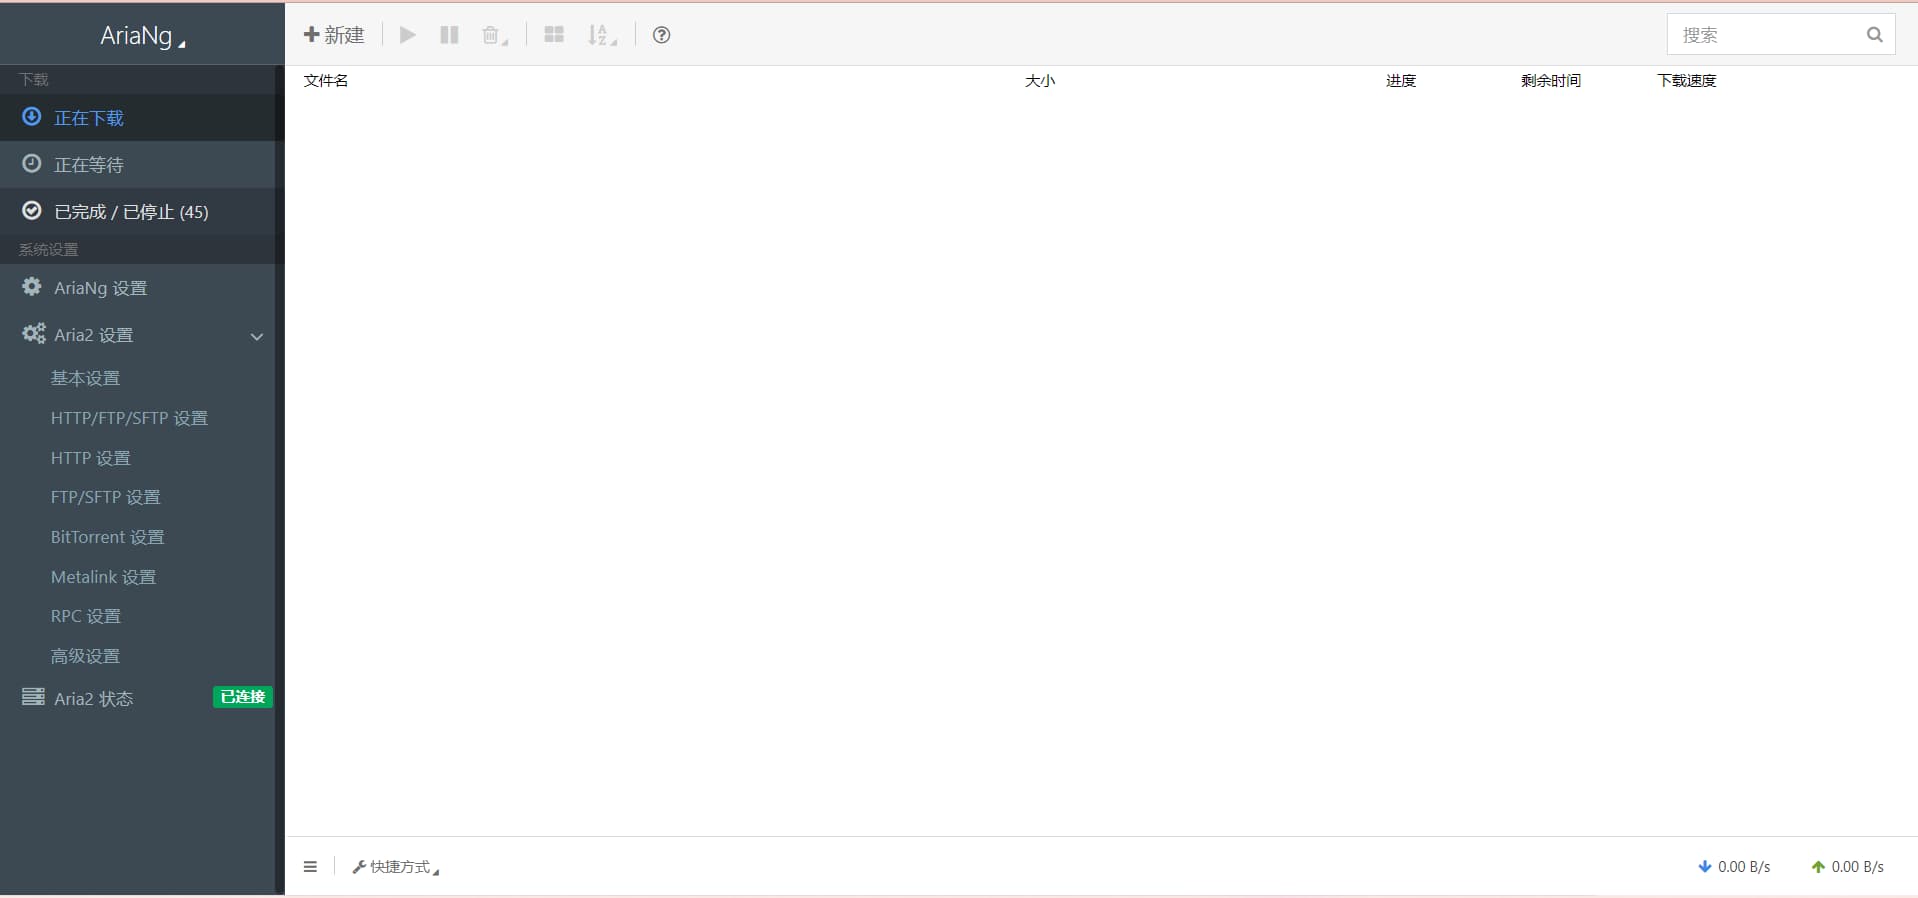 AriaNg
下载
正在下载
正在等待
已完成 / 已停止 (45)
系统设置
AriaNg 设置
Aria2 设置
基本设置
HTTP/FTP/SFTP 设置
HTTP 设置
FTP/SFTP 设置
BitTorrent 设置
Metalink 设置
RPC 设置
高级设置
Aria2 状态 已连接
新建
搜索
文件名 大小 进度 剩余时间 下载速度
快捷方式 0.00 B/s 0.00 B/s